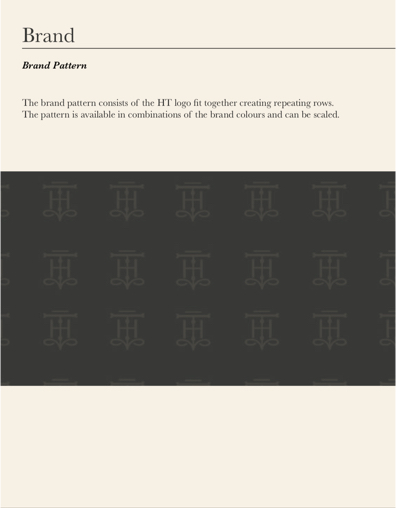 Brand
Brand Pattern
The brand pattern consists of the HT logo fit together creating repeating rows.
The pattern is available in combinations of the brand colours and can be scaled.